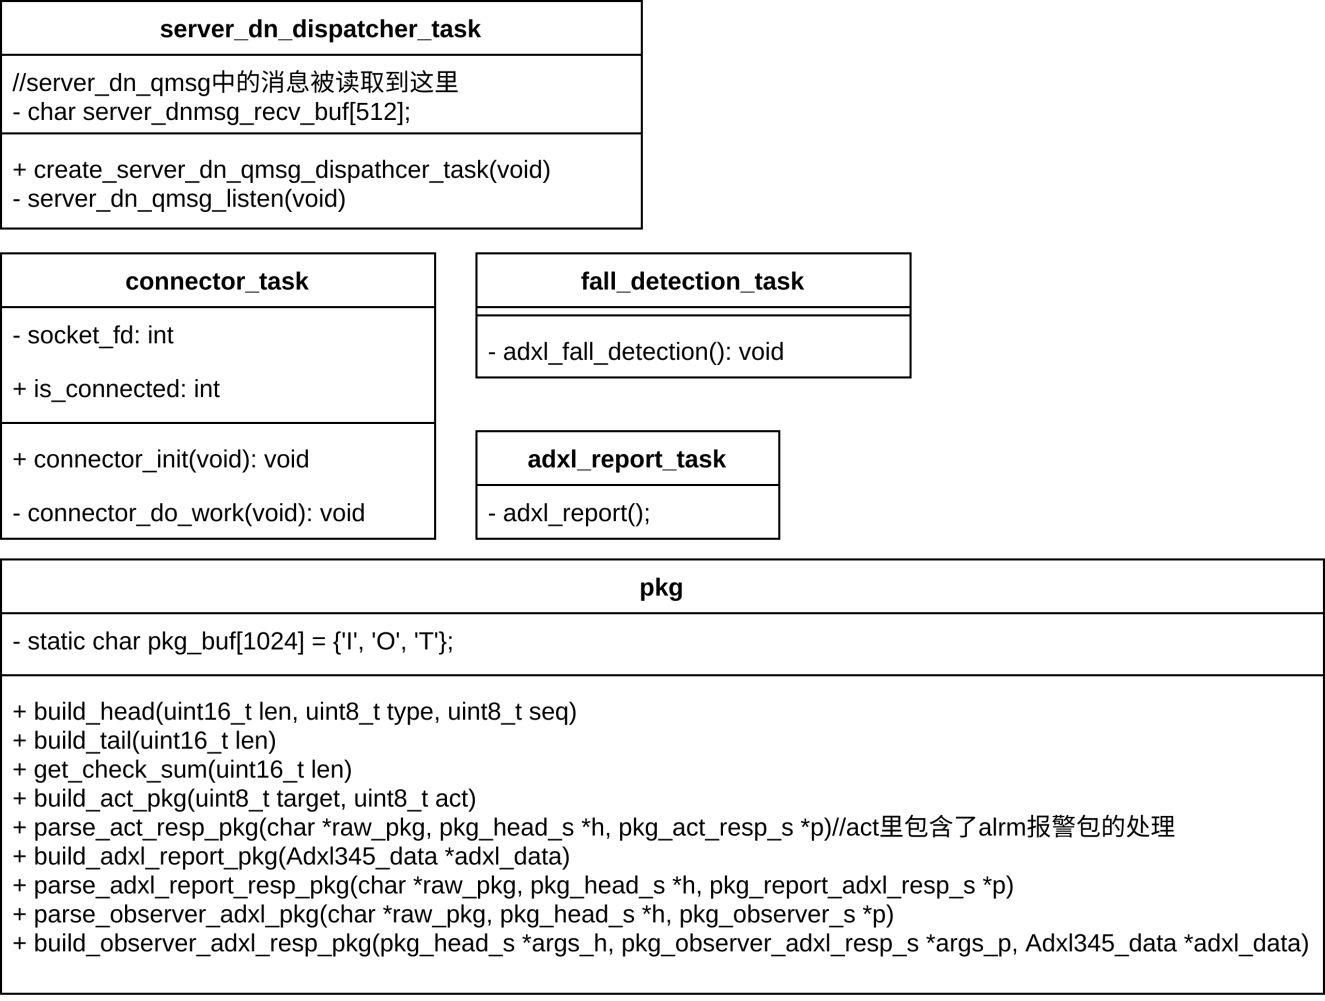 server_dn_dispatcher_task
//server_dn_qmsg中的消息被读取到这里
- char server_dnmsg_recv_buf[512];
+ create_server_dn_qmsg_dispathcer_task(void)
- server_dn_qmsg_listen(void)
connector_task
- socket_fd: int
+ is_connected: int
+ connector_init(void): void
- connector_do_work(void): void
fall_detection_task
- adxl_fall_detection(): void
adxl_report_task
- adxl_report();
pkg
- static char pkg_buf[1024] = {'I', 'O', 'T'};
+ build_head(uint16_t len, uint8_t type, uint8_t seq)
+ build_tail(uint16_t len)
+ get_check_sum(uint16_t len)
+ build_act_pkg(uint8_t target, uint8_t act)
+ parse_act_resp_pkg(char *raw_pkg, pkg_head_s *h, pkg_act_resp_s *p)//act里包含了alrm报警包的处理
+ build_adxl_report_pkg(Adxl345_data *adxl_data)
+ parse_adxl_report_resp_pkg(char *raw_pkg, pkg_head_s *h, pkg_report_adxl_resp_s *p)
+ parse_observer_adxl_pkg(char *raw_pkg, pkg_head_s *h, pkg_observer_s *p)
+ build_observer_adxl_resp_pkg(pkg_head_s *args_h, pkg_observer_adxl_resp_s *args_p, Adxl345_data *adxl_data)